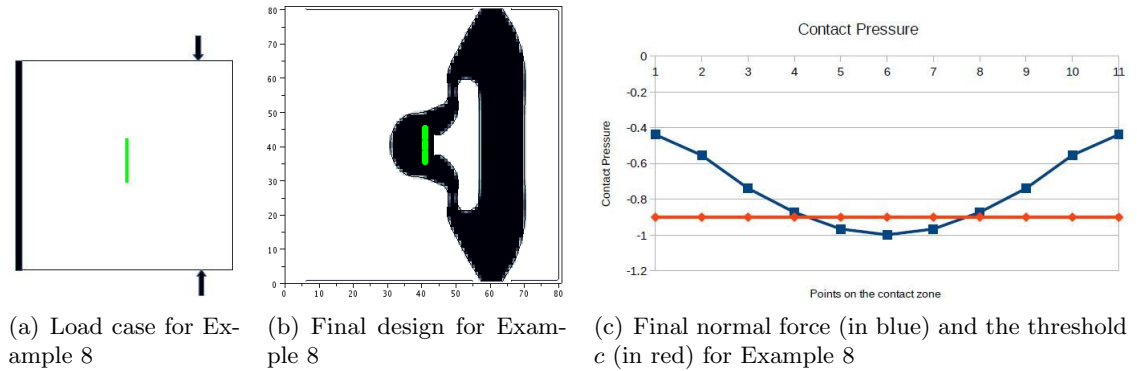 80
70
60
50
40
30
20
10
0
0 10 20 30 40 50 60 70 80
Contact Pressure
0
-0.2
-0.4
-0.6
-0.8
-1
-1.2
1 2 3 4 5 6 7 8 9 10 11
Contact Pressure
Points on the contact zone
(a) Load case for Ex-
ample 8
(b) Final design for Exam-
ple 8
(c) Final normal force (in blue) and the threshold
c (in red) for Example 8